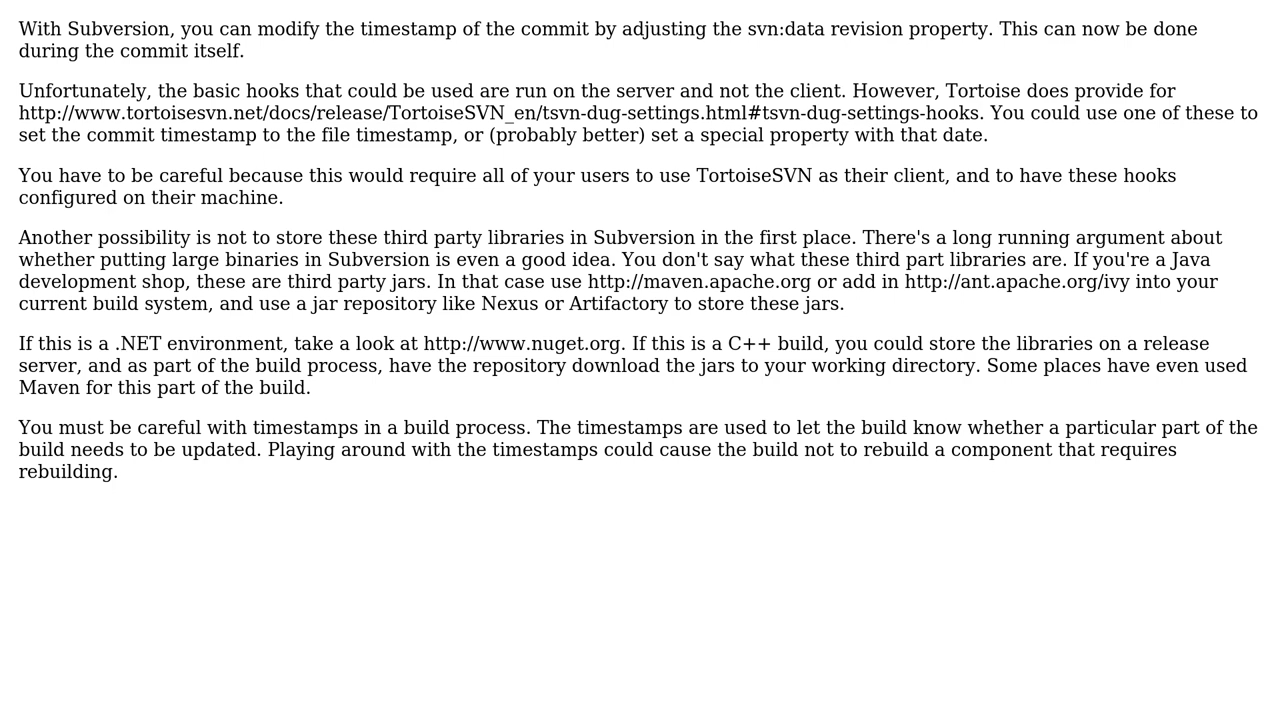 With Subversion, you can modify the timestamp of the commit by adjusting the svn:data revision property. This can now be done
during the commit itself.
Unfortunately, the basic hooks that could be used are run on the server and not the client. However, Tortoise does provide for
http://www.tortoisesvn.net/docs/release/TortoiseSVN_en/tsvn-dug-settings.html#tsvn-dug-settings-hooks. You could use one of these to
set the commit timestamp to the file timestamp, or (probably better) set a special property with that date.
You have to be careful because this would require all of your users to use TortoiseSVN as their client, and to have these hooks
configured on their machine.
Another possibility is not to store these third party libraries in Subversion in the first place. There's a long running argument about
whether putting large binaries in Subversion is even a good idea. You don't say what these third part libraries are. If you're a Java
development shop, these are third party jars. In that case use http://maven.apache.org or add in http://ant.apache.org/ivy into your
current build system, and use a jar repository like Nexus or Artifactory to store these jars.
If this is a .NET environment, take a look at http://www.nuget.org. If this is a C++ build, you could store the libraries on a release
server, and as part of the build process, have the repository download the jars to your working directory. Some places have even used
Maven for this part of the build.
You must be careful with timestamps in a build process. The timestamps are used to let the build know whether a particular part of the
build needs to be updated. Playing around with the timestamps could cause the build not to rebuild a component that requires
rebuilding.